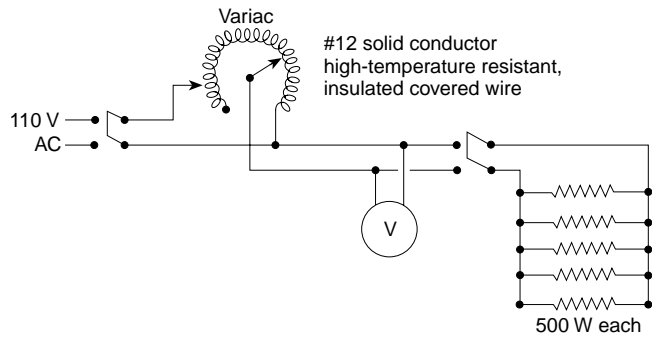 Variac
#12 solid conductor
high-temperature resistant,
insulated covered wire
110 V
AC
V
500 W each